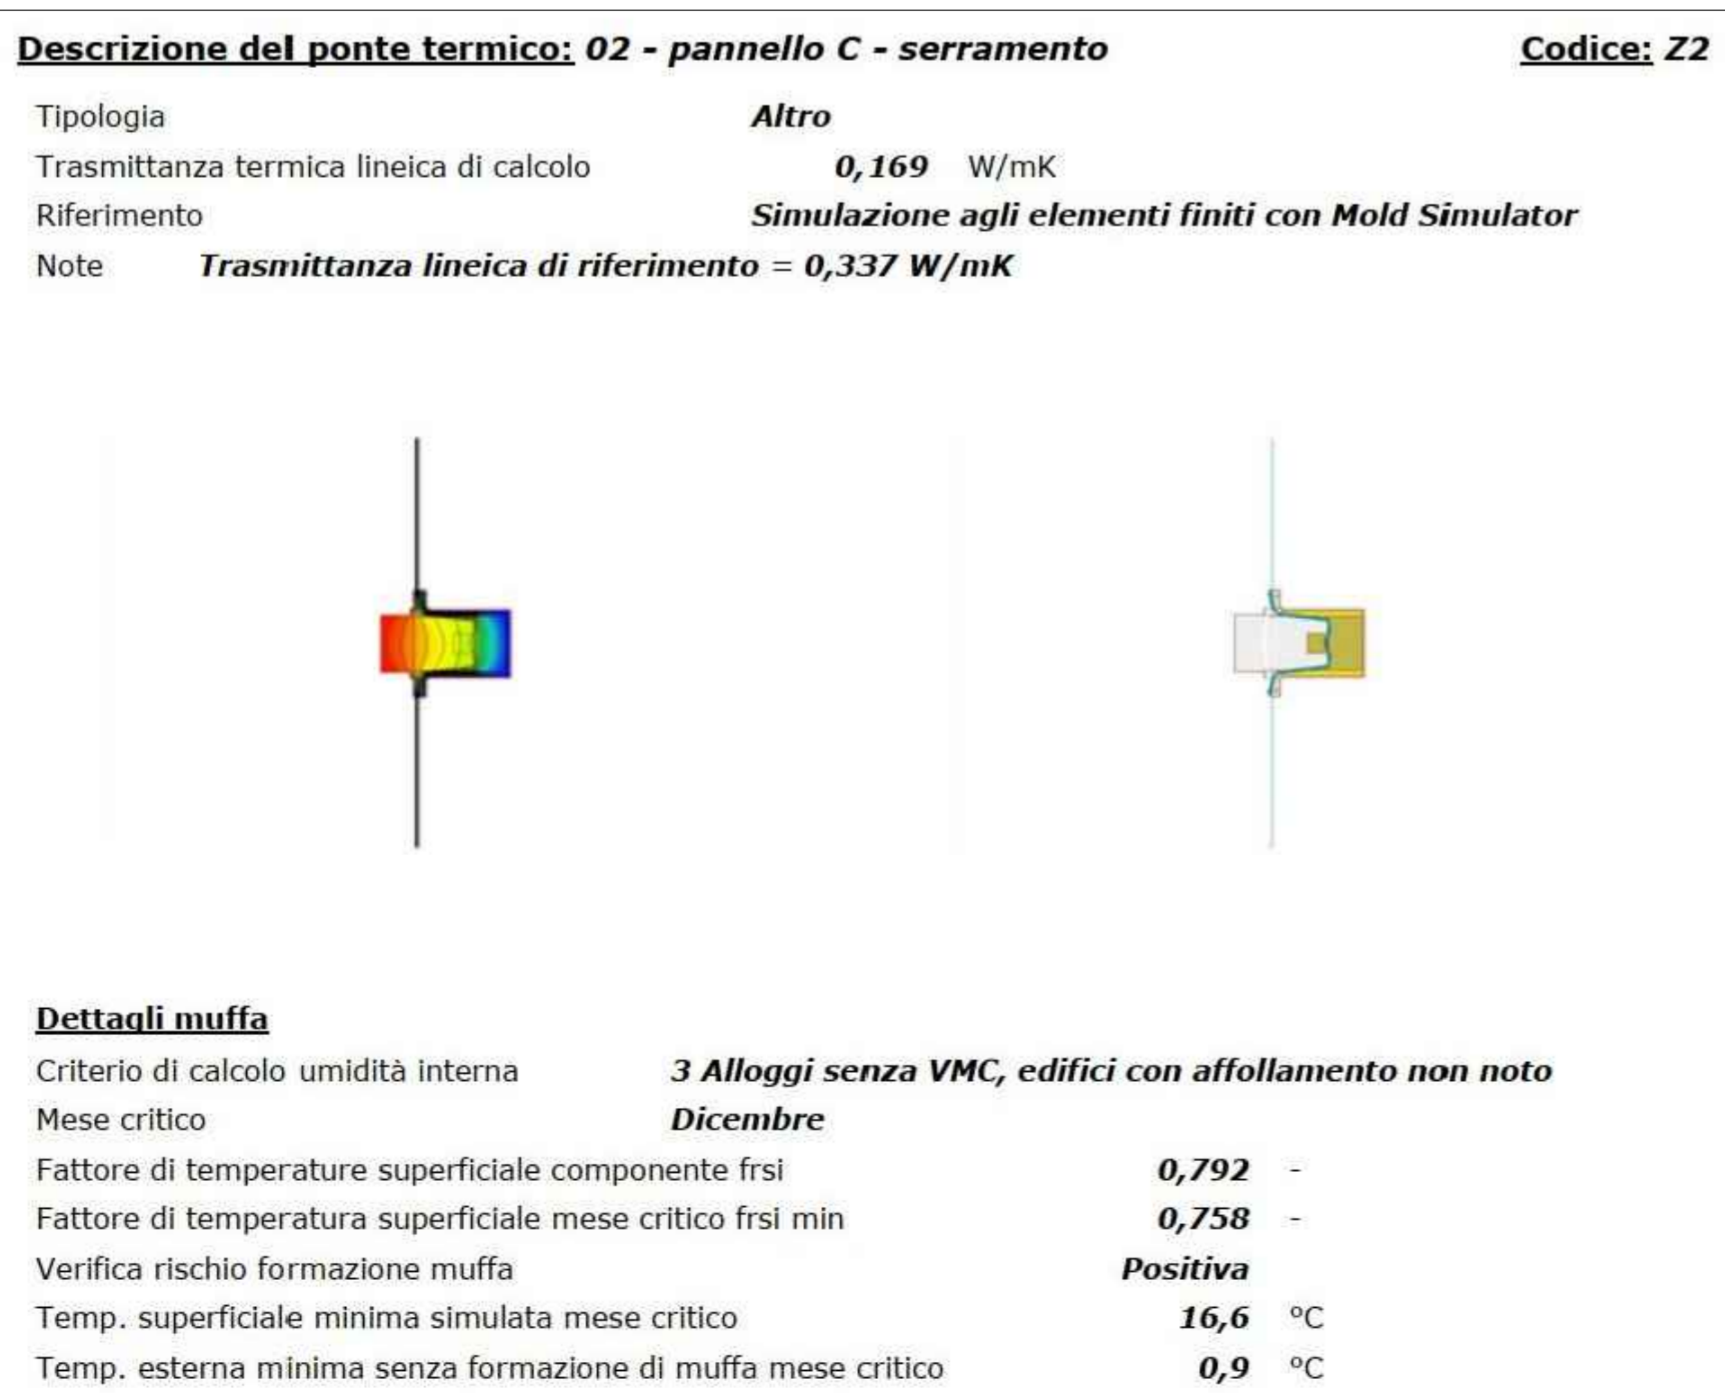 Descrizione del ponte termico: 02 - pannello C - serramento Codice: Z2
Tipologia Altro
Trasmittanza termica lineica di calcolo 0,169 W/mK
Riferimento Simulazione agli elementi finiti con Mold Simulator
Note Trasmittanza lineica di riferimento = 0,337 W/mK
Dettagli muffa
Criterio di calcolo umidità interna 3 Alloggi senza VMC, edifici con affollamento non noto
Mese critico Dicembre
Fattore di temperature superficiale componente frsi 0,792 -
Fattore di temperatura superficiale mese critico frsi min 0,758 -
Verifica rischio formazione muffa Positiva
Temp. superficiale minima simulata mese critico 16,6 °C
Temp. esterna minima senza formazione di muffa mese critico 0,9 °C